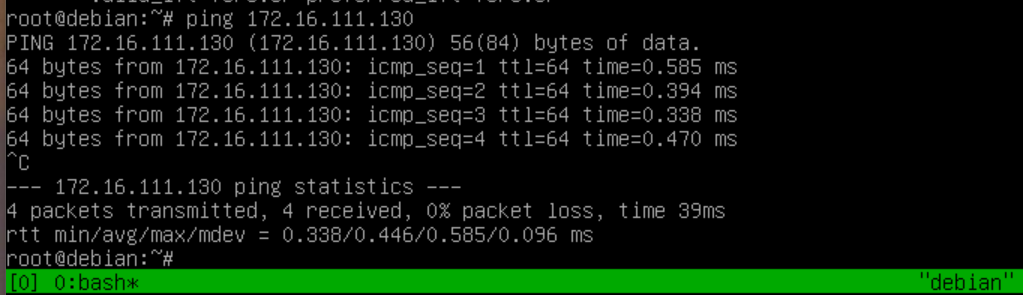 root@debian:~# ping 172.16.111.130
PING 172.16.111.130 (172.16.111.130) 56(84) bytes of data.
64 bytes from 172.16.111.130: icmp_seq=1 ttl=64 time=0.585 ms
64 bytes from 172.16.111.130: icmp_seq=2 ttl=64 time=0.394 ms
64 bytes from 172.16.111.130: icmp_seq=3 ttl=64 time=0.338 ms
64 bytes from 172.16.111.130: icmp_seq=4 ttl=64 time=0.470 ms
^C
--- 172.16.111.130 ping statistics ---
4 packets transmitted, 4 received, 0% packet loss, time 39ms
rtt min/avg/max/mdev = 0.338/0.446/0.585/0.096 ms
root@debian:~#
[0] 0:bash* "debian"